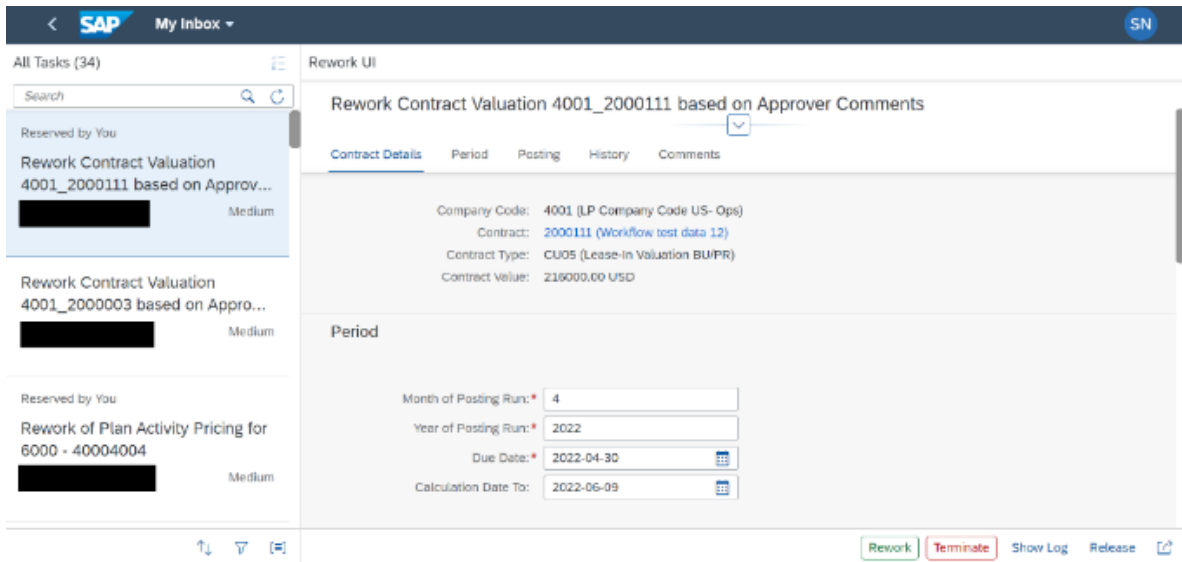 SAP My Inbox SN
All Tasks (34)
Search
Reserved by You
Rework Contract Valuation
4001_2000111 based on Approv...
Medium
Rework Contract Valuation
4001_2000003 based on Appro...
Medium
Reserved by You
Rework of Plan Activity Pricing for
6000 - 40004004
Medium
Rework UI
Rework Contract Valuation 4001_2000111 based on Approver Comments
Contract Details Period Posting History Comments
Company Code: 4001 (LP Company Code US- Ops)
Contract: 2000111 (Workflow test data 12)
Contract Type: CU05 (Lease-In Valuation BU/PR)
Contract Value: 216000.00 USD
Period
Month of Posting Run:* 4
Year of Posting Run:* 2022
Due Date:* 2022-04-30
Calculation Date To: 2022-06-09
Rework Terminate Show Log Release